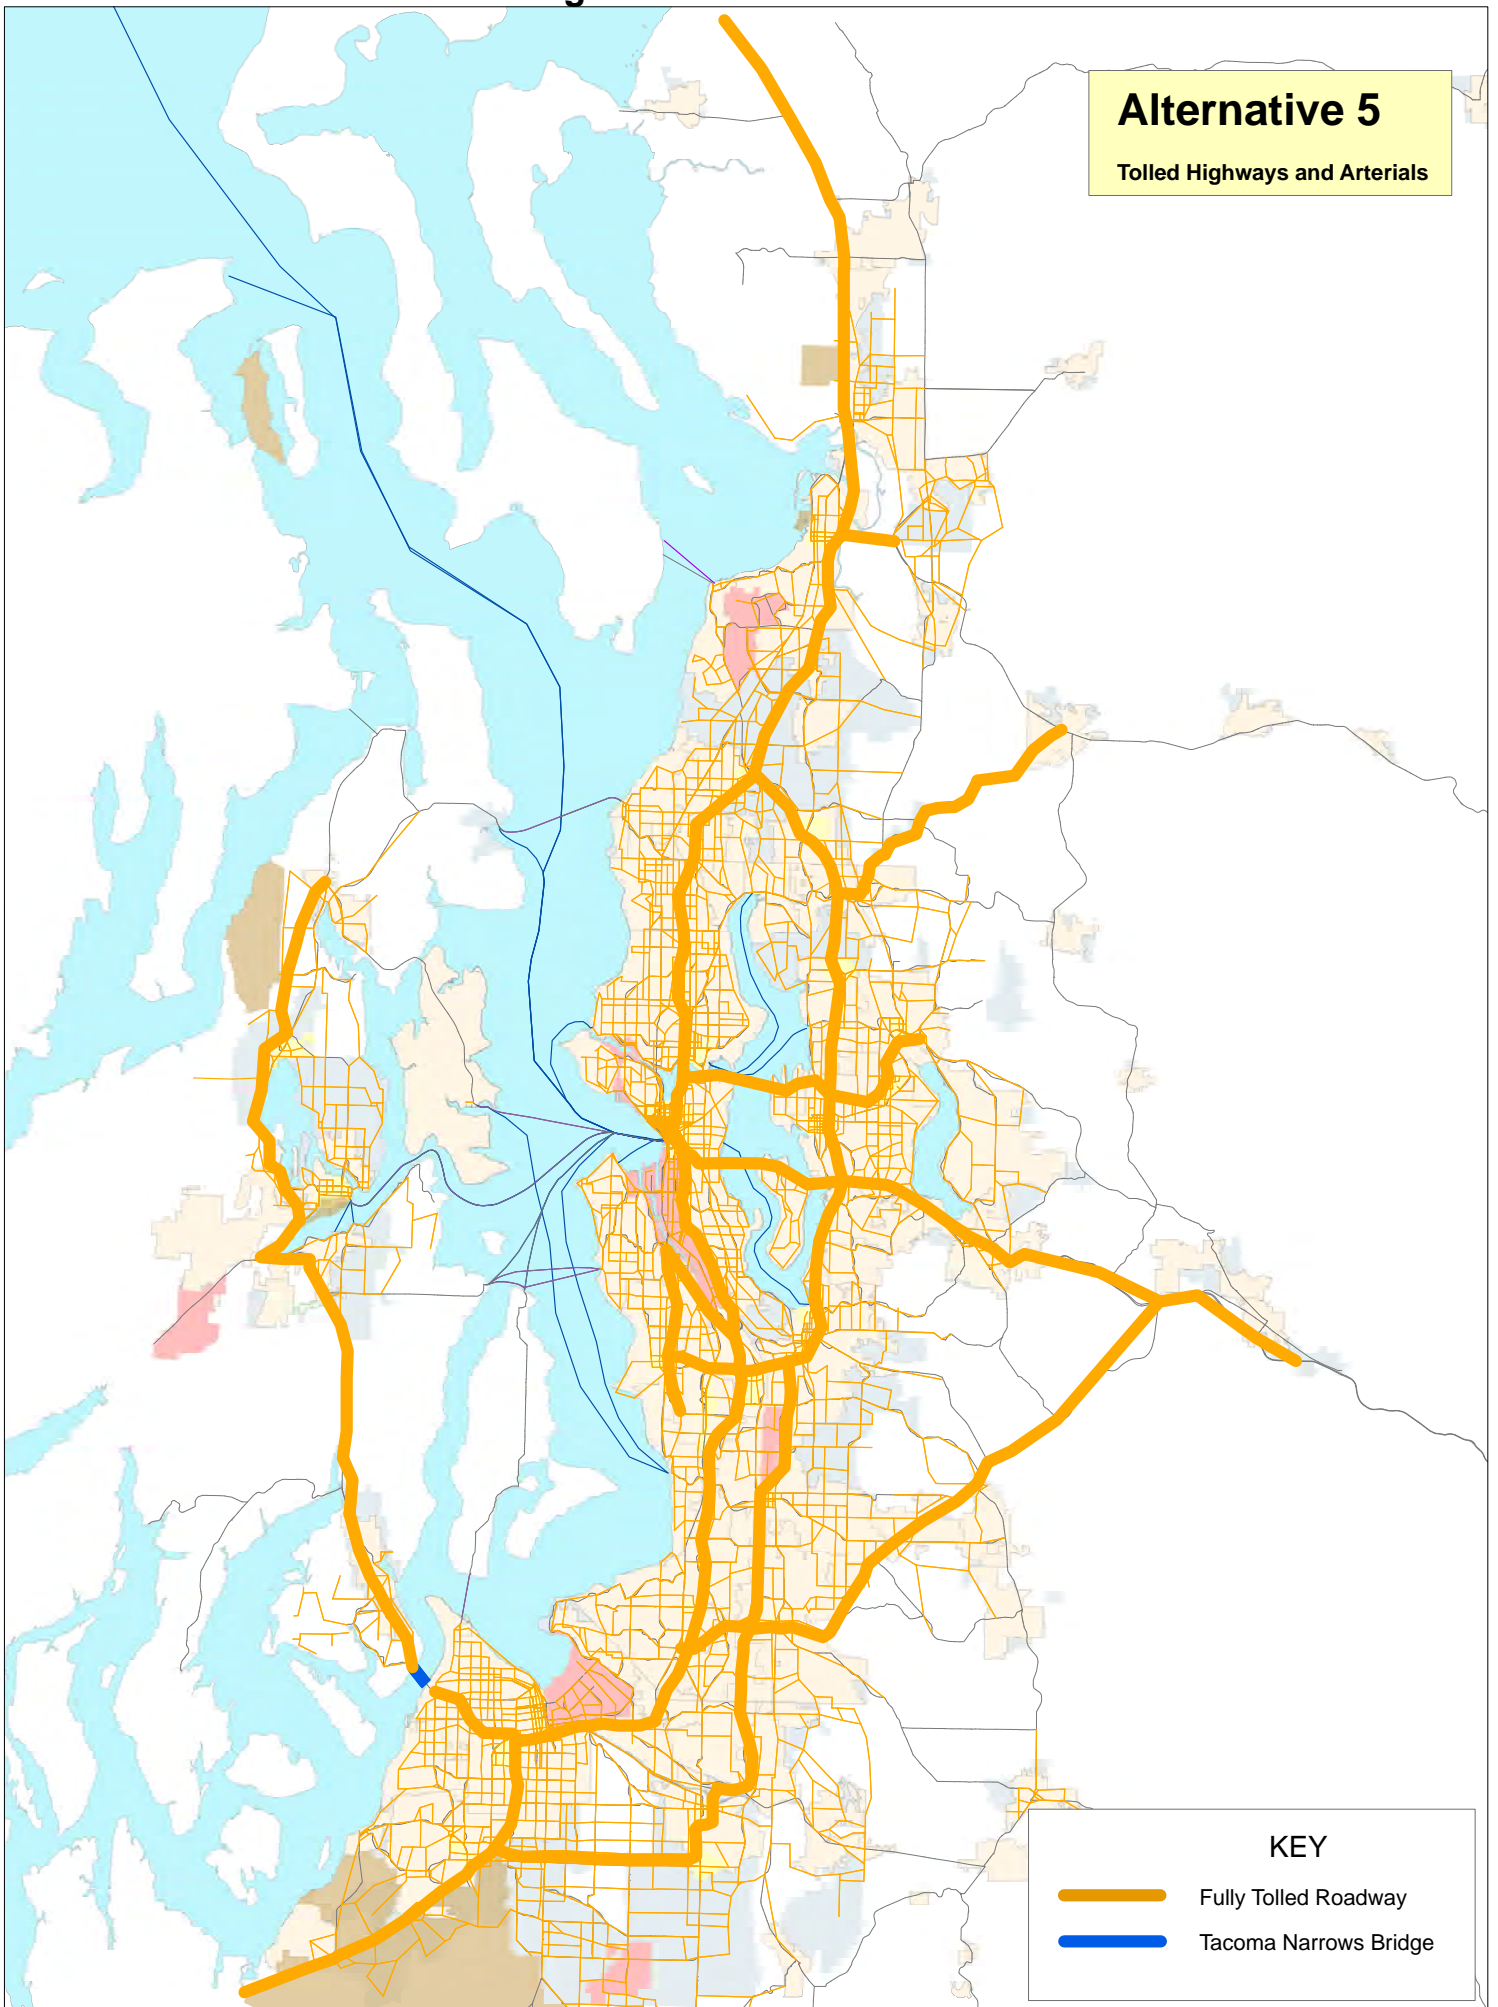 Alternative 5
Tolled Highways and Arterials
KEY
Fully Tolled Roadway
Tacoma Narrows Bridge